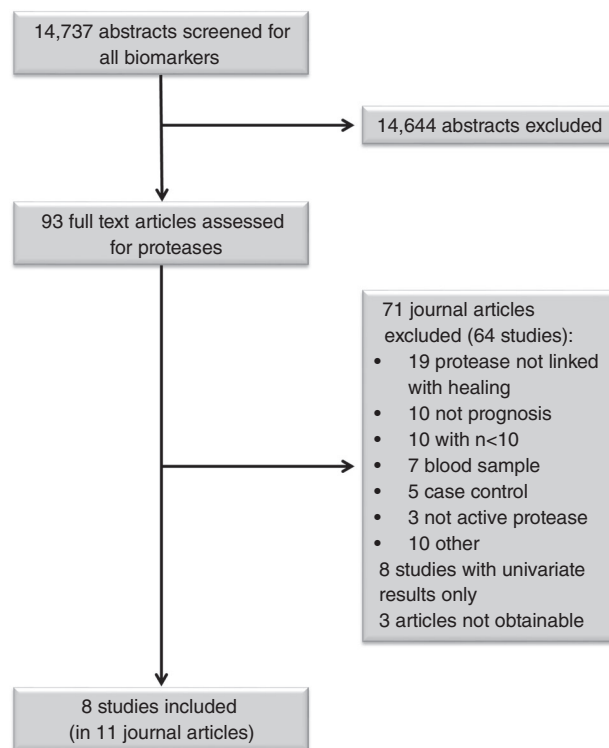 14,737 abstracts screened for
all biomarkers
14,644 abstracts excluded
93 full text articles assessed
for proteases
71 journal articles
excluded (64 studies):
• 19 protease not linked
with healing
• 10 not prognosis
• 10 with n<10
• 7 blood sample
• 5 case control
• 3 not active protease
• 10 other
8 studies with univariate
results only
3 articles not obtainable
8 studies included
(in 11 journal articles)